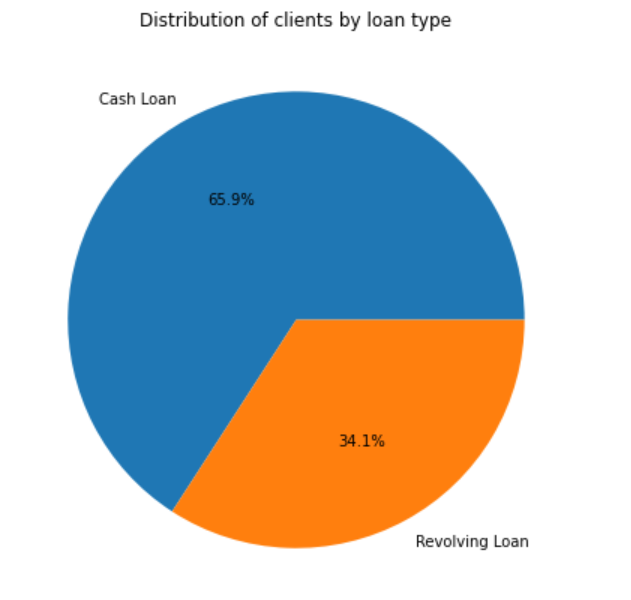 Distribution of clients by loan type
Cash Loan
65.9%
34.1%
Revolving Loan